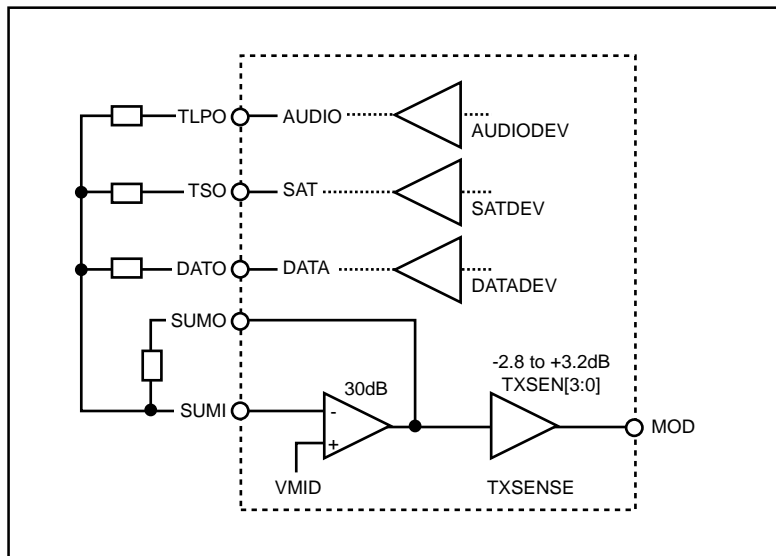 TLPO AUDIO AUDIODEV
TSO SAT SATDEV
DATO DATA DATADEV
SUMO
-2.8 to +3.2dB
30dB TXSEN[3:0]
SUMI - MOD
+
VMID TXSENSE